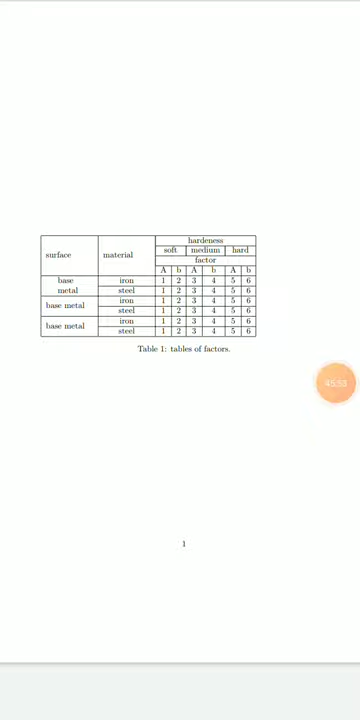 hardeness
soft medium hard
surface material
factor
A b A b A b
base iron 1 2 3 4 5 6
metal steel 1 2 3 4 5 6
base metal iron 1 2 3 4 5 6
steel 1 2 3 4 5 6
base metal iron 1 2 3 4 5 6
steel 1 2 3 4 5 6
Table 1: tables of factors.
45:53
1